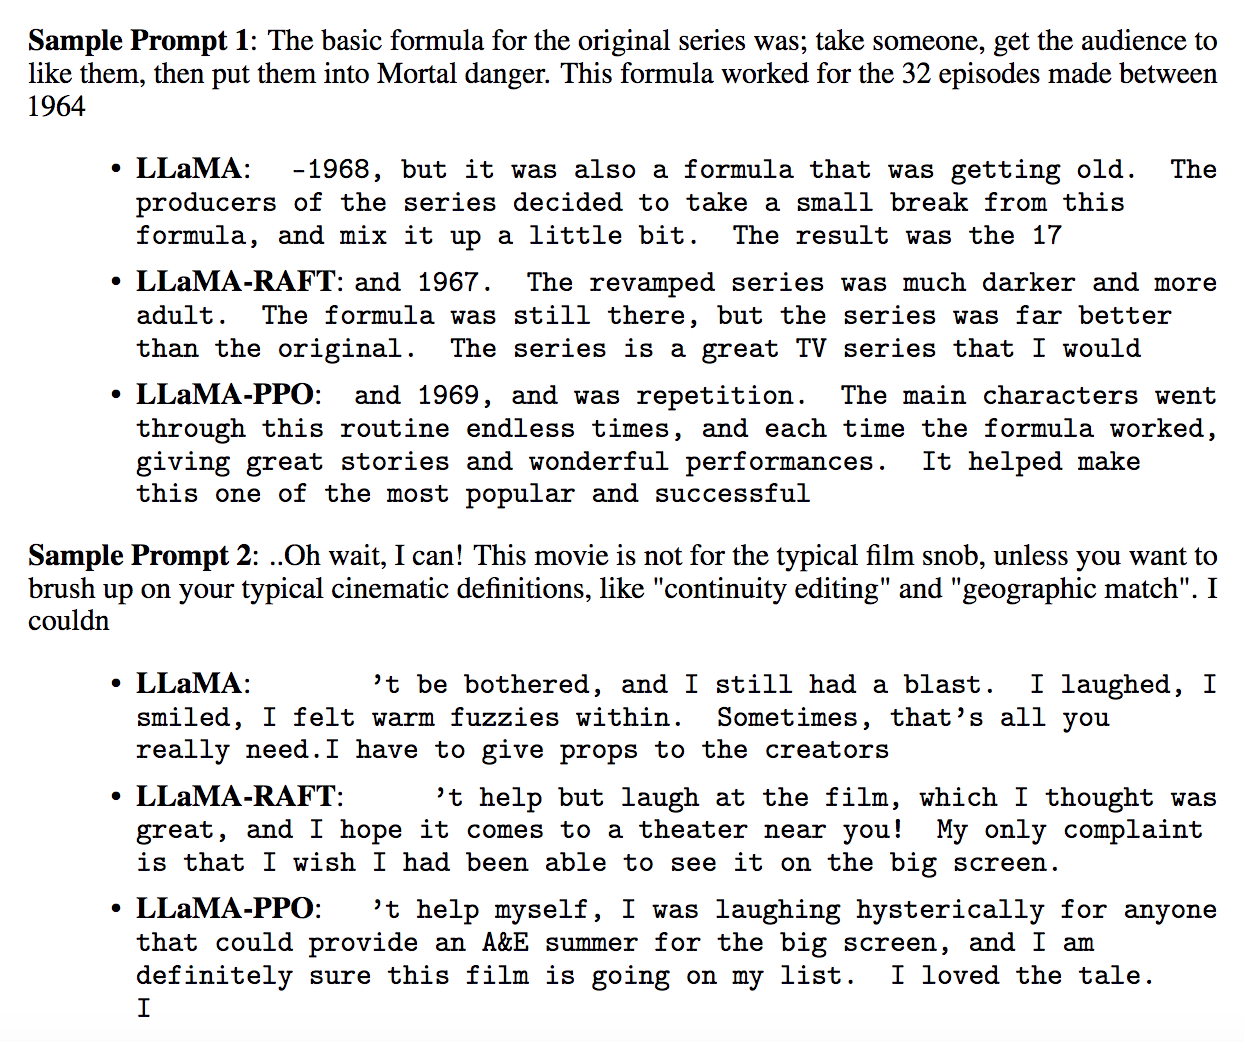 Sample Prompt 1: The basic formula for the original series was; take someone, get the audience to
like them, then put them into Mortal danger. This formula worked for the 32 episodes made between
1964
• LLaMA: -1968, but it was also a formula that was getting old. The
producers of the series decided to take a small break from this
formula, and mix it up a little bit. The result was the 17
• LLaMA-RAFT: and 1967. The revamped series was much darker and more
adult. The formula was still there, but the series was far better
than the original. The series is a great TV series that I would
• LLaMA-PPO: and 1969, and was repetition. The main characters went
through this routine endless times, and each time the formula worked,
giving great stories and wonderful performances. It helped make
this one of the most popular and successful
Sample Prompt 2: ..Oh wait, I can! This movie is not for the typical film snob, unless you want to
brush up on your typical cinematic definitions, like "continuity editing" and "geographic match". I
couldn
• LLaMA: ’t be bothered, and I still had a blast. I laughed, I
smiled, I felt warm fuzzies within. Sometimes, that’s all you
really need.I have to give props to the creators
• LLaMA-RAFT: ’t help but laugh at the film, which I thought was
great, and I hope it comes to a theater near you! My only complaint
is that I wish I had been able to see it on the big screen.
• LLaMA-PPO: ’t help myself, I was laughing hysterically for anyone
that could provide an A&E summer for the big screen, and I am
definitely sure this film is going on my list. I loved the tale.
I